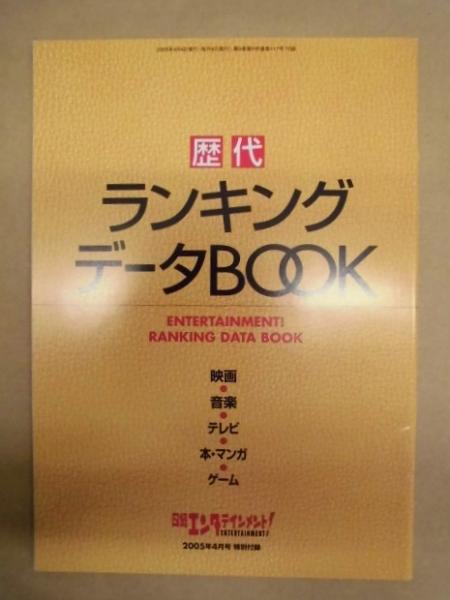 歴代
ランキング
データBOOK
ENTERTAINMENT!
RANKING DATA BOOK
映画
音楽
テレビ
本・マンガ
ゲーム
日経エンタテインメント!
ENTERTAINMENT!
2005年4月号 特別付録